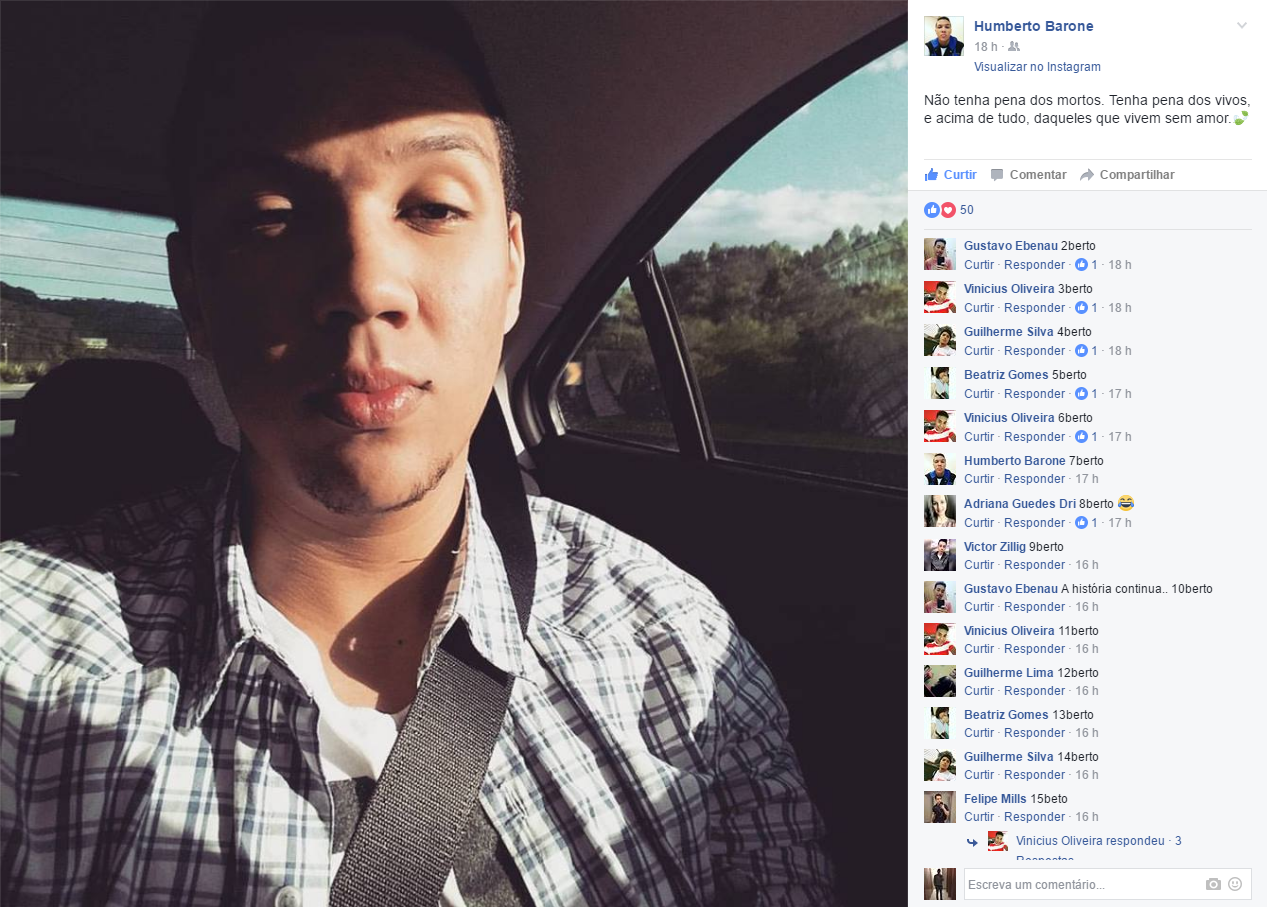 Humberto Barone
18 h ·
Visualizar no Instagram
Não tenha pena dos mortos. Tenha pena dos vivos,
e acima de tudo, daqueles que vivem sem amor.
Curtir Comentar Compartilhar
50
Gustavo Ebenau 2berto
Curtir · Responder · 1 · 18 h
Vinicius Oliveira 3berto
Curtir · Responder · 1 · 18 h
Guilherme Silva 4berto
Curtir · Responder · 1 · 18 h
Beatriz Gomes 5berto
Curtir · Responder · 1 · 17 h
Vinicius Oliveira 6berto
Curtir · Responder · 1 · 17 h
Humberto Barone 7berto
Curtir · Responder · 17 h
Adriana Guedes Dri 8berto 😂
Curtir · Responder · 1 · 17 h
Victor Zillig 9berto
Curtir · Responder · 16 h
Gustavo Ebenau A história continua.. 10berto
Curtir · Responder · 16 h
Vinicius Oliveira 11berto
Curtir · Responder · 16 h
Guilherme Lima 12berto
Curtir · Responder · 16 h
Beatriz Gomes 13berto
Curtir · Responder · 16 h
Guilherme Silva 14berto
Curtir · Responder · 16 h
Felipe Mills 15beto
Curtir · Responder · 16 h
Vinicius Oliveira respondeu · 3
Respostas
Escreva um comentário...